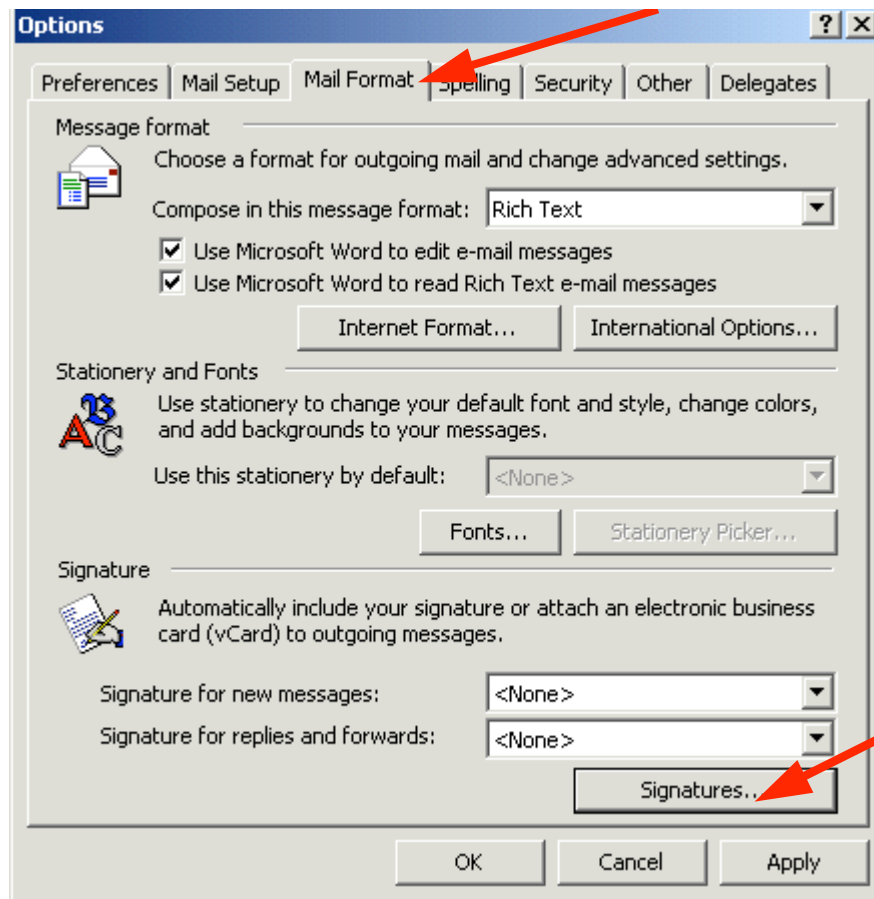 Options
Preferences Mail Setup Mail Format Spelling Security Other Delegates
Message format
Choose a format for outgoing mail and change advanced settings.
Compose in this message format: Rich Text
Use Microsoft Word to edit e-mail messages
Use Microsoft Word to read Rich Text e-mail messages
Internet Format... International Options...
Stationery and Fonts
Use stationery to change your default font and style, change colors,
and add backgrounds to your messages.
Use this stationery by default: <None>
Fonts... Stationery Picker...
Signature
Automatically include your signature or attach an electronic business
card (vCard) to outgoing messages.
Signature for new messages: <None>
Signature for replies and forwards: <None>
Signatures...
OK Cancel Apply